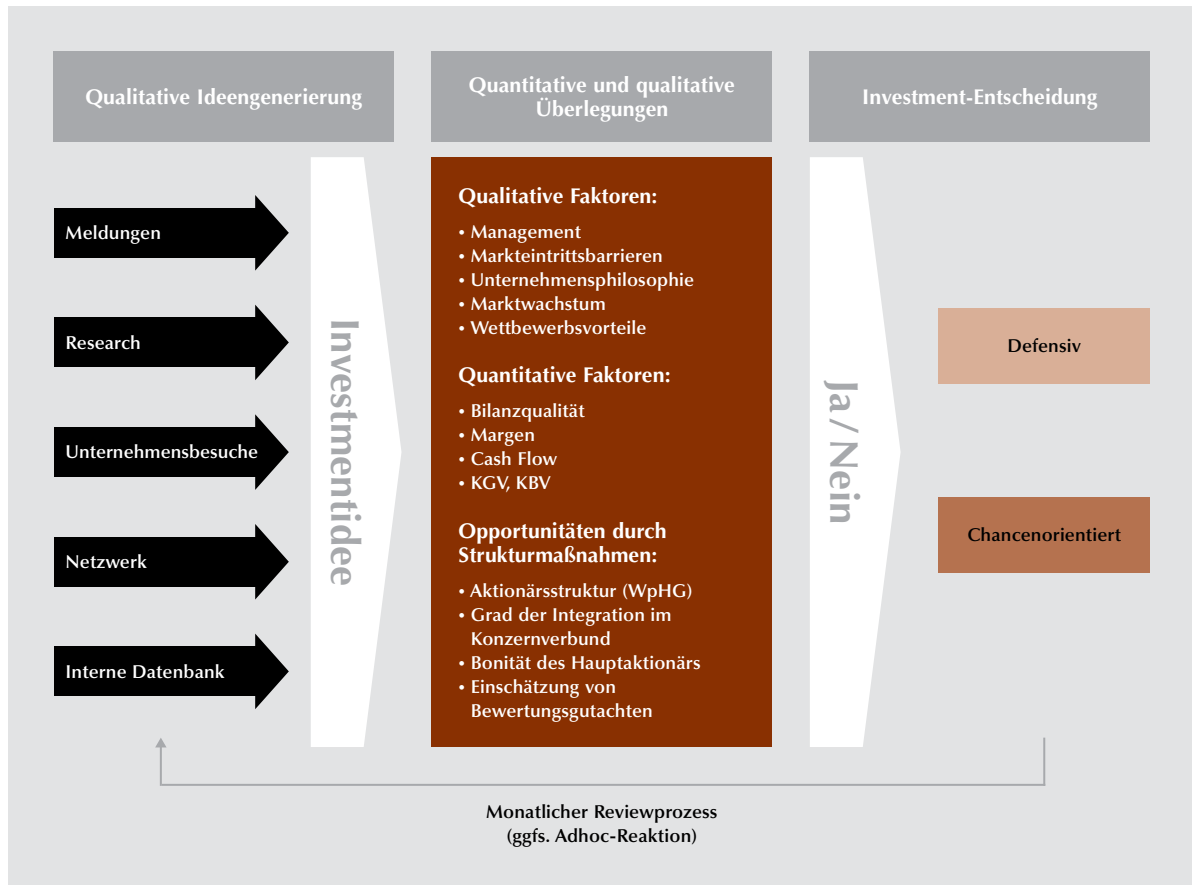 Qualitative Ideengenerierung
Quantitative und qualitative
Überlegungen
Investment-Entscheidung
Meldungen
Research
Unternehmensbesuche
Netzwerk
Interne Datenbank
Investmentidee
Qualitative Faktoren:
• Management
• Markteintrittsbarrieren
• Unternehmensphilosophie
• Marktwachstum
• Wettbewerbsvorteile
Quantitative Faktoren:
• Bilanzqualität
• Margen
• Cash Flow
• KGV, KBV
Opportunitäten durch
Strukturmaßnahmen:
• Aktionärsstruktur (WpHG)
• Grad der Integration im
Konzernverbund
• Bonität des Hauptaktionärs
• Einschätzung von
Bewertungsgutachten
Ja / Nein
Defensiv
Chancenorientiert
Monatlicher Reviewprozess
(ggfs. Adhoc-Reaktion)